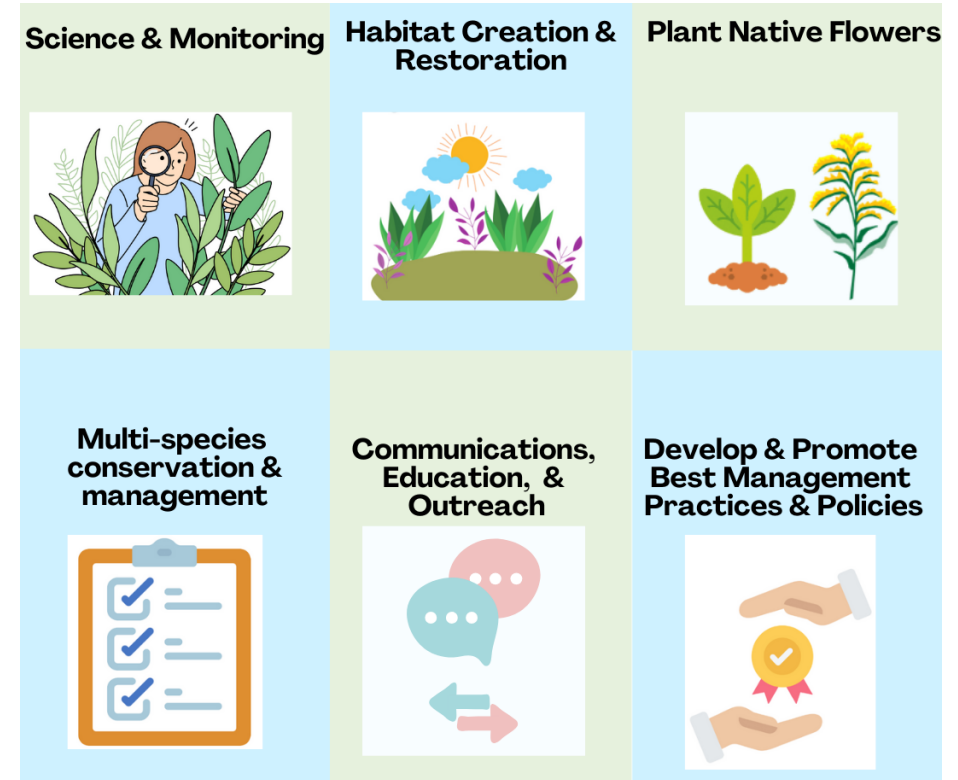 Science & Monitoring
Habitat Creation &
Restoration
Plant Native Flowers
Multi-species
conservation &
management
Communications,
Education, &
Outreach
Develop & Promote
Best Management
Practices & Policies